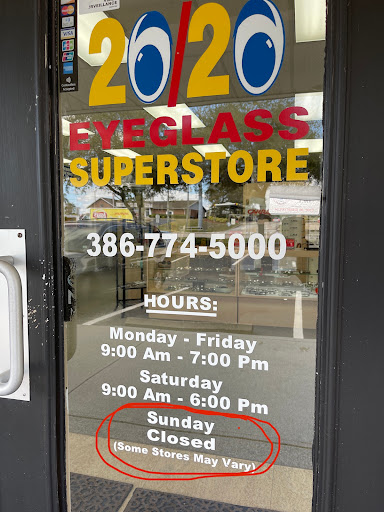 SURVEILLANCE
20/20
EYEGLASS
SUPERSTORE
386-774-5000
HOURS:
Monday - Friday
9:00 Am - 7:00 Pm
Saturday
9:00 Am - 6:00 Pm
Sunday
Closed
(Some Stores May Vary)